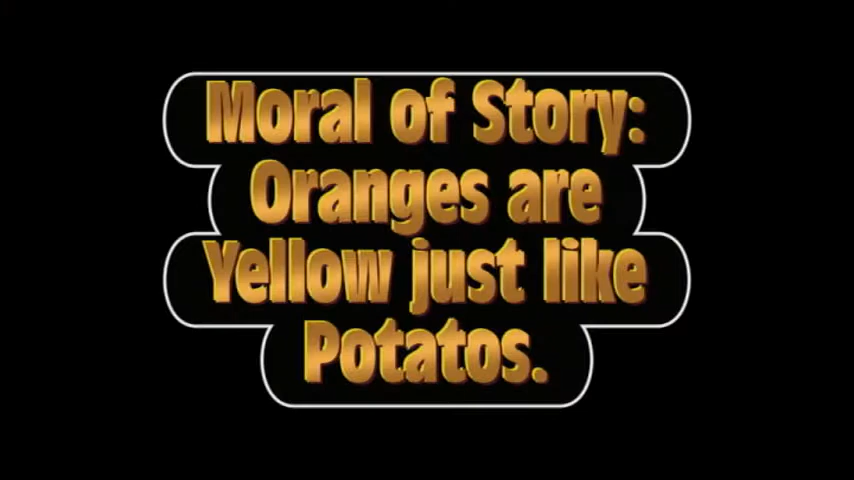 Moral of Story:
Oranges are
Yellow just like
Potatos.